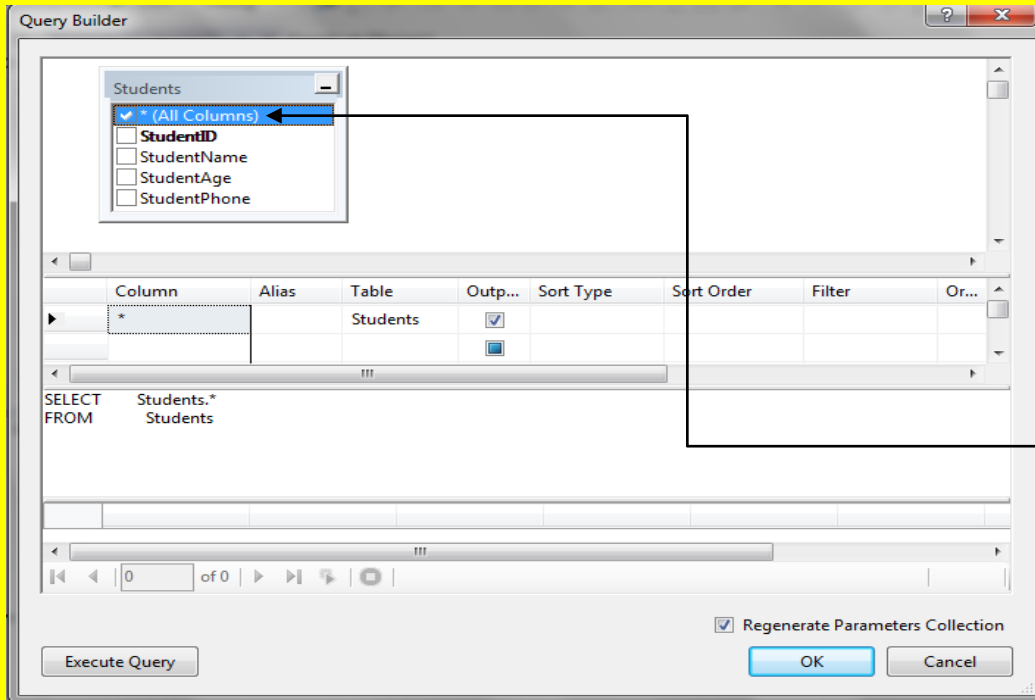 Query Builder
Students
* (All Columns)
StudentID
StudentName
StudentAge
StudentPhone
Column Alias Table Outp... Sort Type Sort Order Filter Or...
* Students
SELECT Students.*
FROM Students
0 of 0
Regenerate Parameters Collection
Execute Query OK Cancel